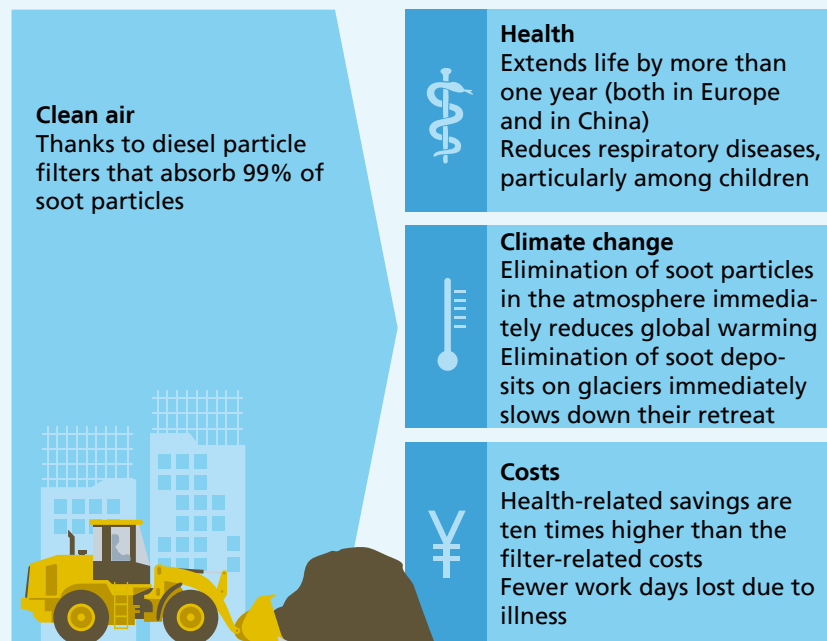 Clean air
Thanks to diesel particle
filters that absorb 99% of
soot particles
Health
Extends life by more than
one year (both in Europe
and in China)
Reduces respiratory diseases,
particularly among children
Climate change
Elimination of soot particles
in the atmosphere immedia-
tely reduces global warming
Elimination of soot depo-
sits on glaciers immediately
slows down their retreat
¥
Costs
Health-related savings are
ten times higher than the
filter-related costs
Fewer work days lost due to
illness